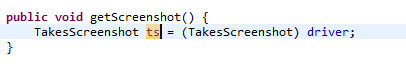 public void getScreenshot() {
    TakesScreenshot ts = (TakesScreenshot) driver;
}